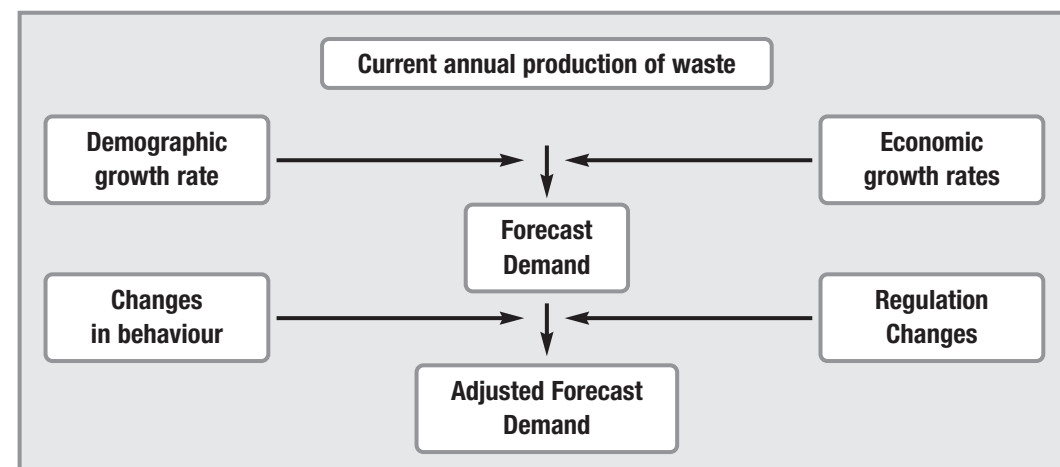 Current annual production of waste
Demographic
growth rate
Economic
growth rates
Forecast
Demand
Changes
in behaviour
Regulation
Changes
Adjusted Forecast
Demand